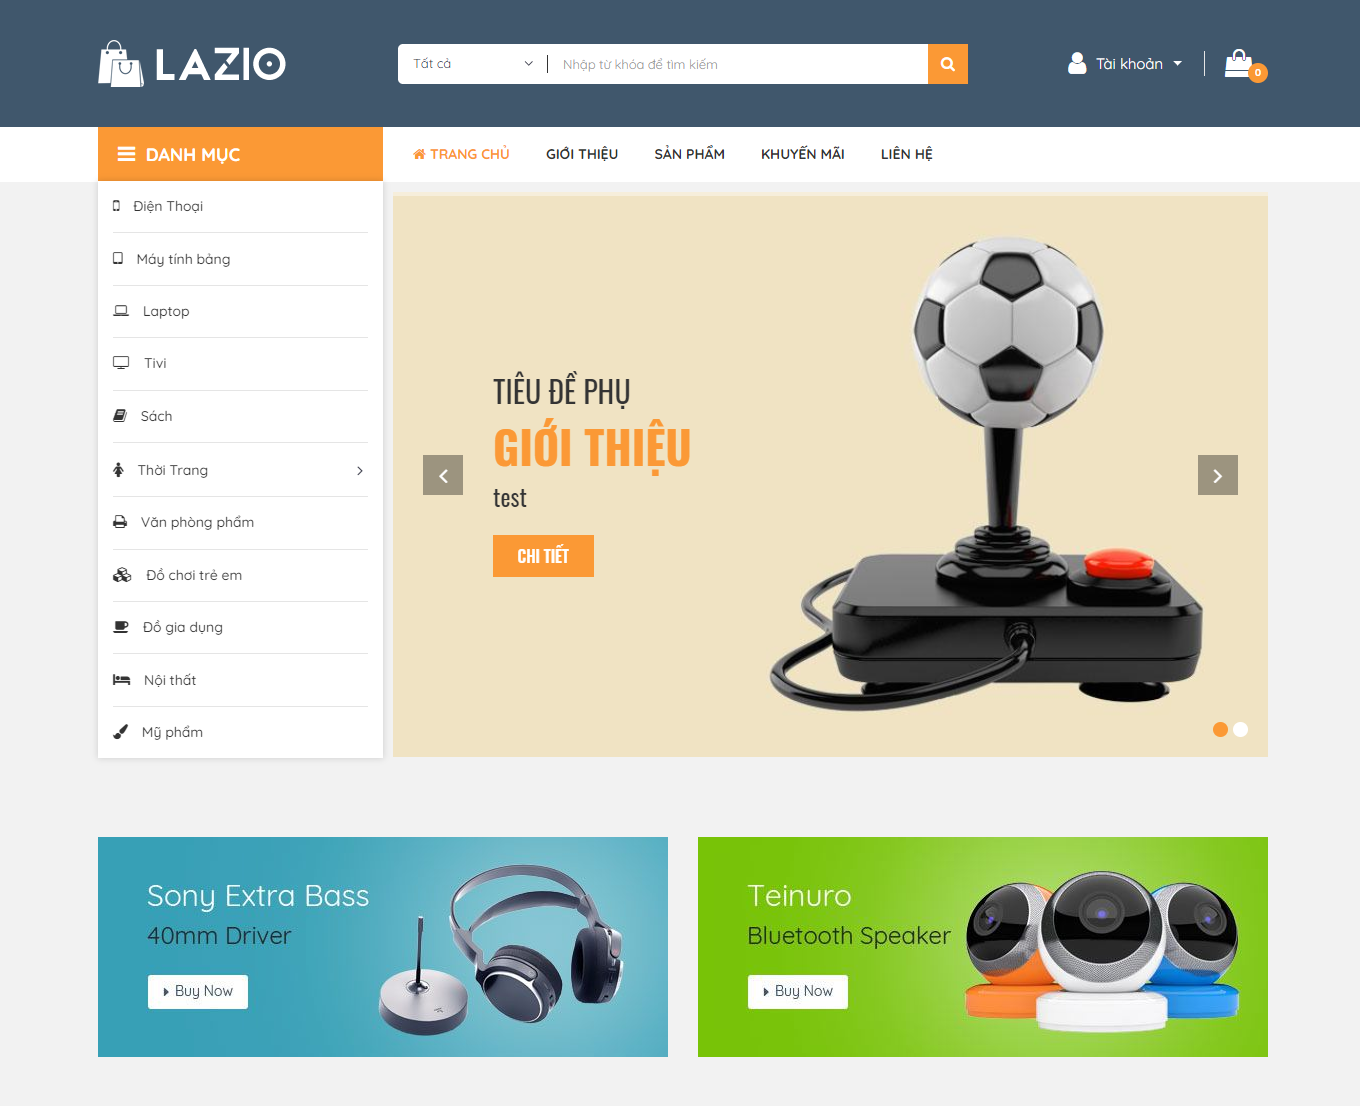 LAZIO
Tất cả
Nhập từ khóa để tìm kiếm
Tài khoản
0
DANH MỤC
TRANG CHỦ
GIỚI THIỆU
SẢN PHẨM
KHUYẾN MÃI
LIÊN HỆ
Điện Thoại
Máy tính bảng
Laptop
Tivi
Sách
Thời Trang
Văn phòng phẩm
Đồ chơi trẻ em
Đồ gia dụng
Nội thất
Mỹ phẩm
TIÊU ĐỀ PHỤ
GIỚI THIỆU
test
CHI TIẾT
Sony Extra Bass
40mm Driver
Buy Now
Teinuro
Bluetooth Speaker
Buy Now